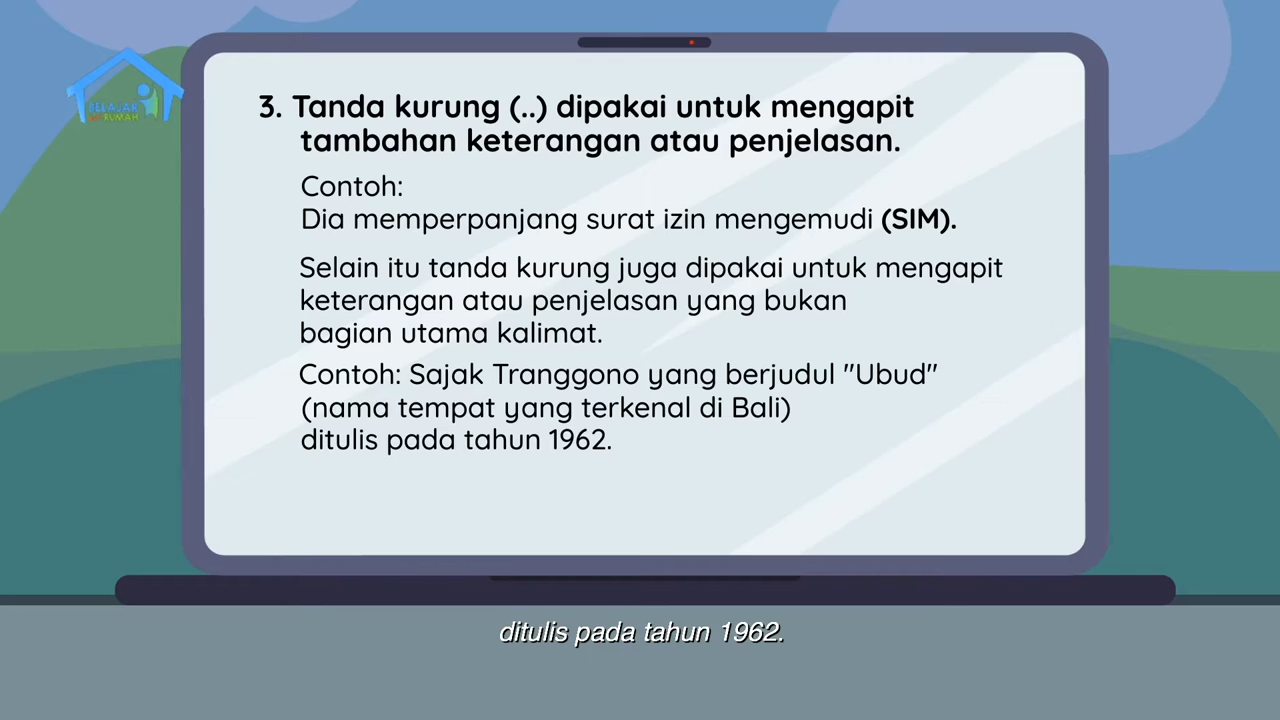 BELAJAR
RUMAH
3. Tanda kurung (..) dipakai untuk mengapit
tambahan keterangan atau penjelasan.
Contoh:
Dia memperpanjang surat izin mengemudi (SIM).
Selain itu tanda kurung juga dipakai untuk mengapit
keterangan atau penjelasan yang bukan
bagian utama kalimat.
Contoh: Sajak Tranggono yang berjudul "Ubud"
(nama tempat yang terkenal di Bali)
ditulis pada tahun 1962.
ditulis pada tahun 1962.